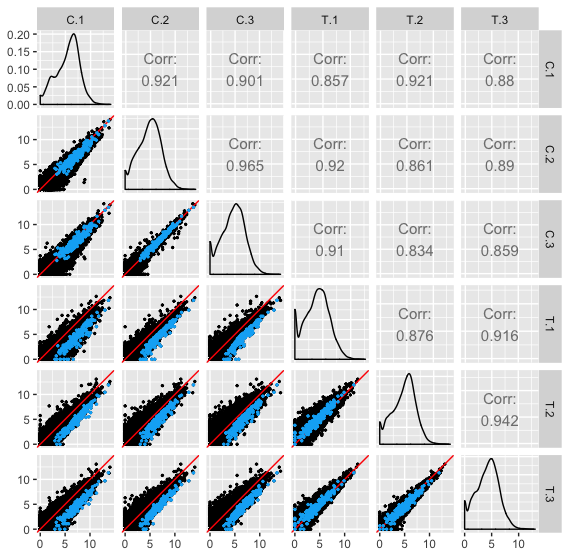 C.1 C.2 C.3 T.1 T.2 T.3
0.20
0.15
0.10
0.05
0.00
Corr:
0.921
Corr:
0.901
Corr:
0.857
Corr:
0.921
Corr:
0.88
C.1
10
5
0
Corr:
0.965
Corr:
0.92
Corr:
0.861
Corr:
0.89
C.2
10
5
0
Corr:
0.91
Corr:
0.834
Corr:
0.859
C.3
10
5
0
Corr:
0.876
Corr:
0.916
T.1
10
5
0
Corr:
0.942
T.2
10
5
0
T.3
0 5 10 0 5 10 0 5 10 0 5 10 0 5 10 0 5 10